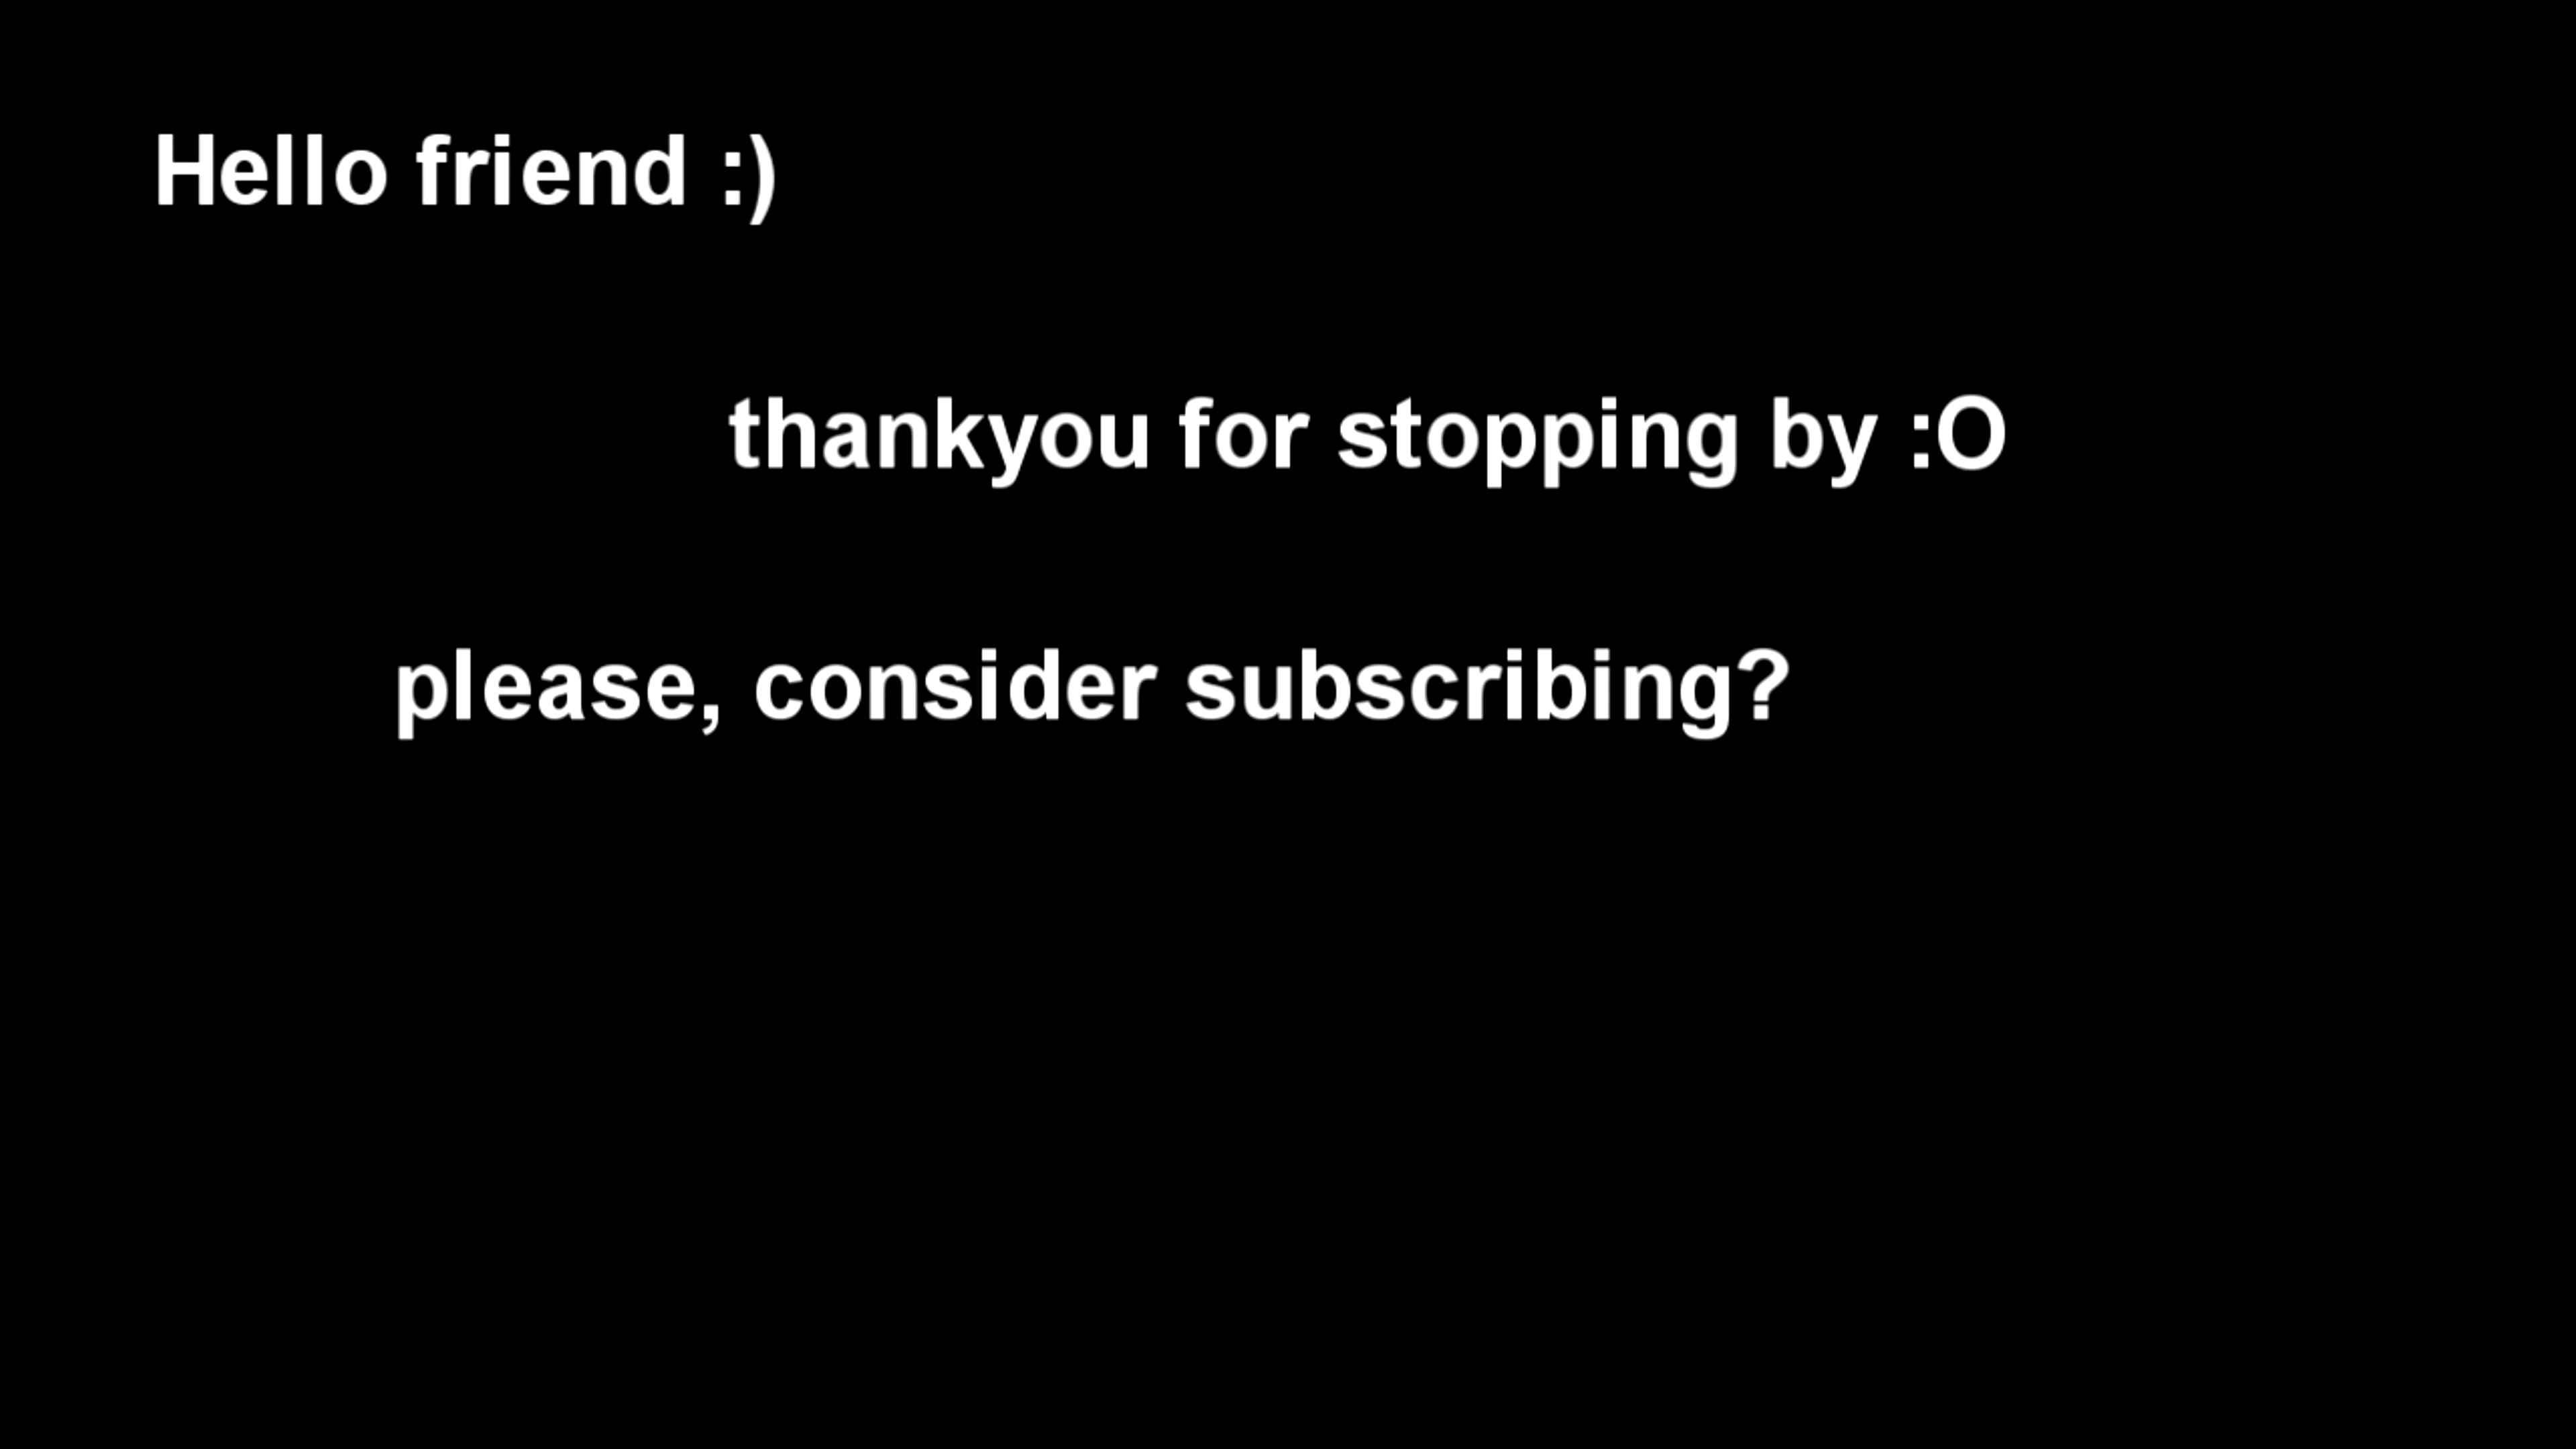 Hello friend :)
thankyou for stopping by :O
please, consider subscribing?